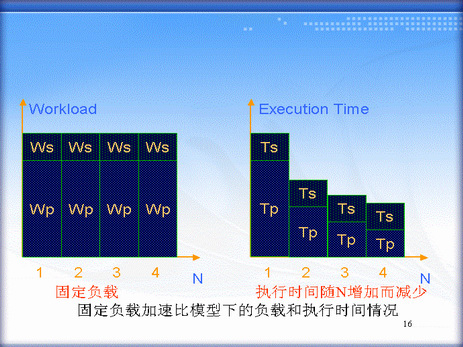 Workload
Ws Ws Ws Ws
Wp Wp Wp Wp
1 2 3 4 N
固定负载
Execution Time
Ts
Tp
Ts
Tp
Ts
Tp
Ts
Tp
1 2 3 4 N
执行时间随N增加而减少
固定负载加速比模型下的负载和执行时间情况
16